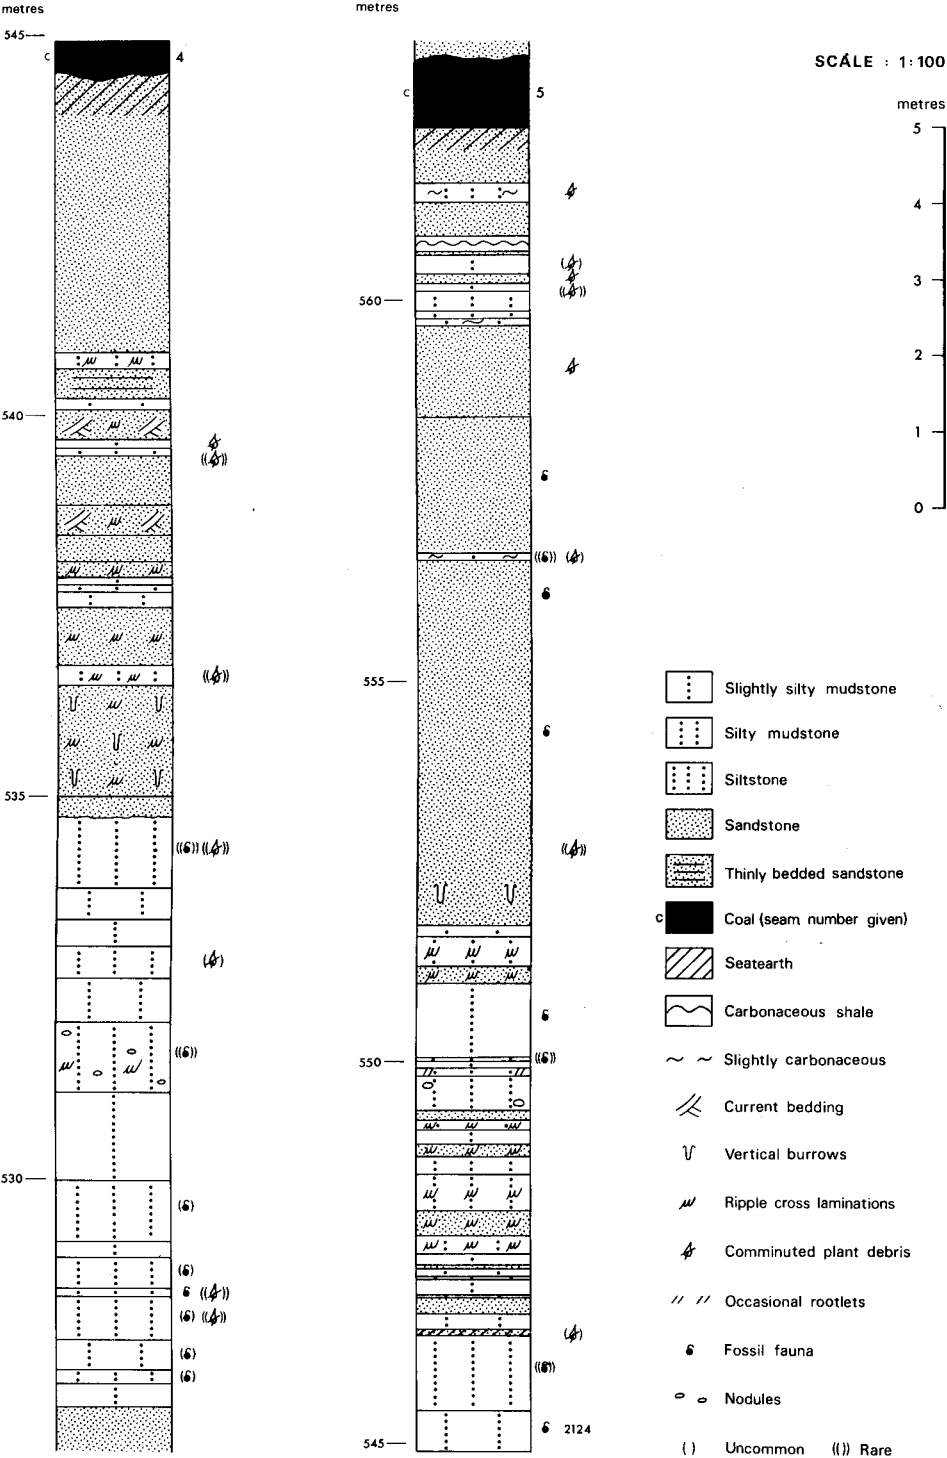 metres
545
c
4
540
535
530
metres
c
5
560
555
550
545
2124
SCALE : 1:100
metres
5
4
3
2
1
0
Slightly silty mudstone
Silty mudstone
Siltstone
Sandstone
Thinly bedded sandstone
c Coal (seam number given)
Seatearth
Carbonaceous shale
Slightly carbonaceous
Current bedding
Vertical burrows
Ripple cross laminations
Comminuted plant debris
Occasional rootlets
Fossil fauna
Nodules
( ) Uncommon (( )) Rare